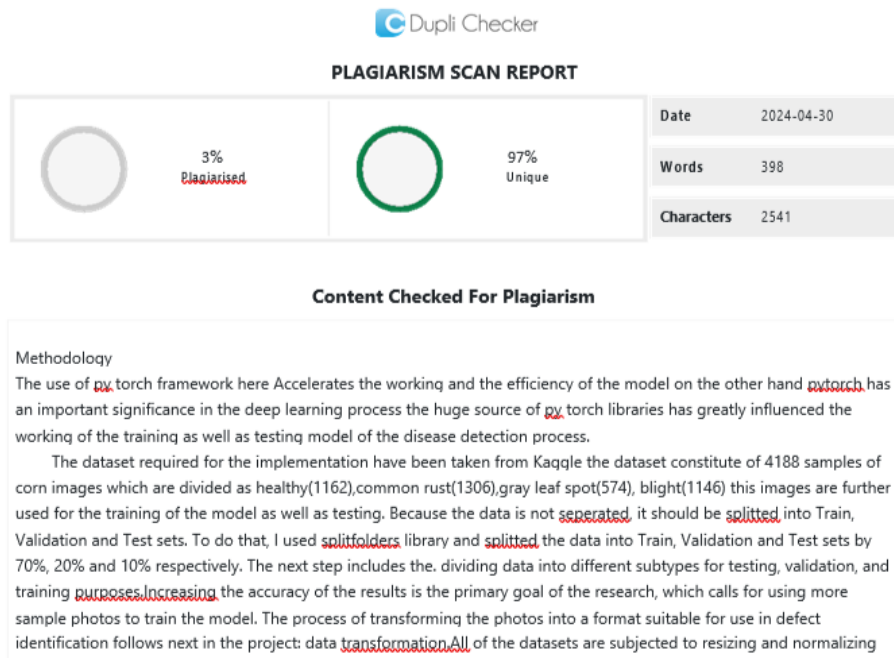 Dupli Checker
PLAGIARISM SCAN REPORT
3%
Plagiarised
97%
Unique
Date 2024-04-30
Words 398
Characters 2541
Content Checked For Plagiarism
Methodology
The use of py torch framework here Accelerates the working and the efficiency of the model on the other hand pytorch has
an important significance in the deep learning process the huge source of py torch libraries has greatly influenced the
working of the training as well as testing model of the disease detection process.
The dataset required for the implementation have been taken from Kaggle the dataset constitute of 4188 samples of
corn images which are divided as healthy(1162),common rust(1306),gray leaf spot(574), blight(1146) this images are further
used for the training of the model as well as testing. Because the data is not seperated, it should be splitted into Train,
Validation and Test sets. To do that, I used splitfolders library and splitted the data into Train, Validation and Test sets by
70%, 20% and 10% respectively. The next step includes the. dividing data into different subtypes for testing, validation, and
training purposes.Increasing the accuracy of the results is the primary goal of the research, which calls for using more
sample photos to train the model. The process of transforming the photos into a format suitable for use in defect
identification follows next in the project: data transformation.All of the datasets are subjected to resizing and normalizing